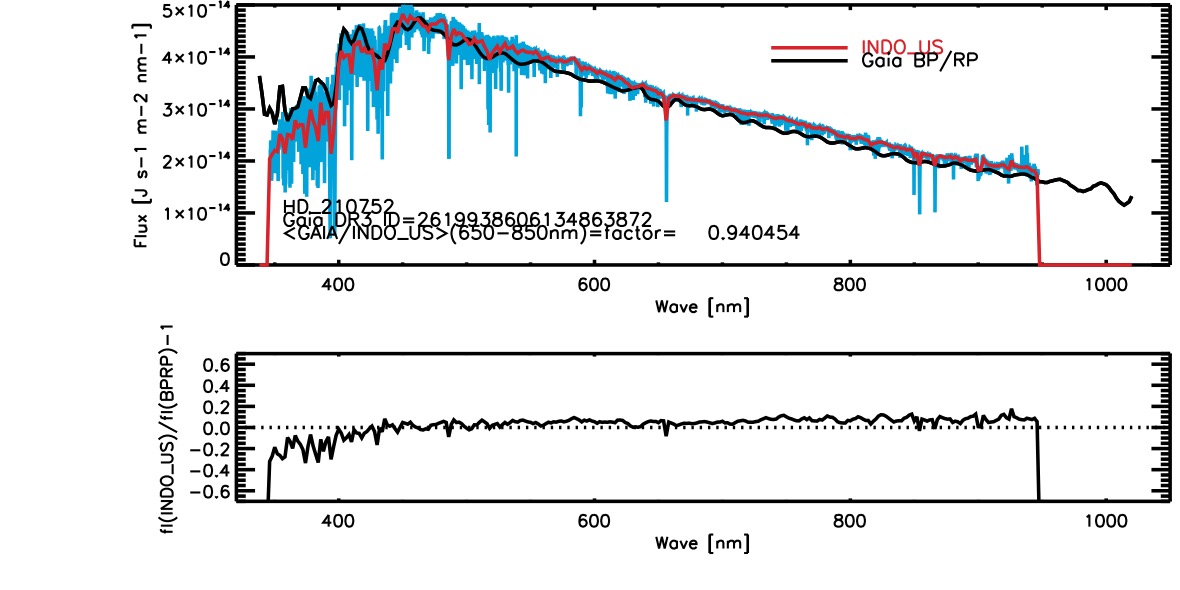 5×10⁻¹⁴
4×10⁻¹⁴
3×10⁻¹⁴
2×10⁻¹⁴
1×10⁻¹⁴
0
Flux [J s-1 m-2 nm-1]
INDO_US
Gaia BP/RP
HD_210752
Gaia DR3 ID=2619938606134863872
<GAIA/INDO_US>(650-850nm)=factor= 0.940454
400 600 800 1000
Wave [nm]
fl(INDO_US)/fl(BPRP)-1
0.6
0.4
0.2
0.0
-0.2
-0.4
-0.6
400 600 800 1000
Wave [nm]